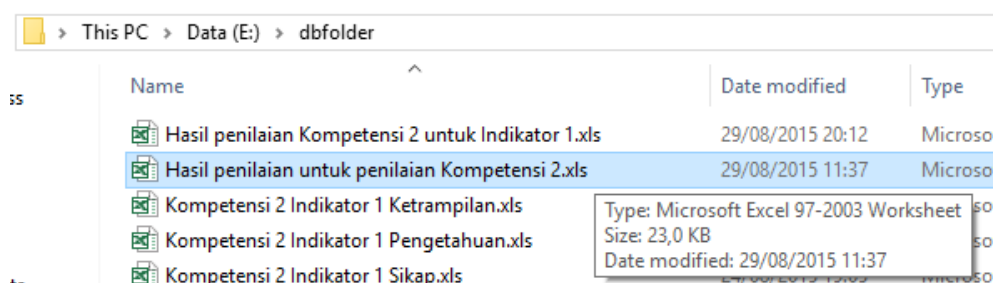 This PC > Data (E:) > dbfolder
ss
Name Date modified Type
Hasil penilaian Kompetensi 2 untuk Indikator 1.xls 29/08/2015 20:12 Microso
Hasil penilaian untuk penilaian Kompetensi 2.xls 29/08/2015 11:37 Microso
Kompetensi 2 Indikator 1 Ketrampilan.xls
Type: Microsoft Excel 97-2003 Worksheet so
Kompetensi 2 Indikator 1 Pengetahuan.xls
Size: 23,0 KB so
Date modified: 29/08/2015 11:37
Kompetensi 2 Indikator 1 Sikap.xls